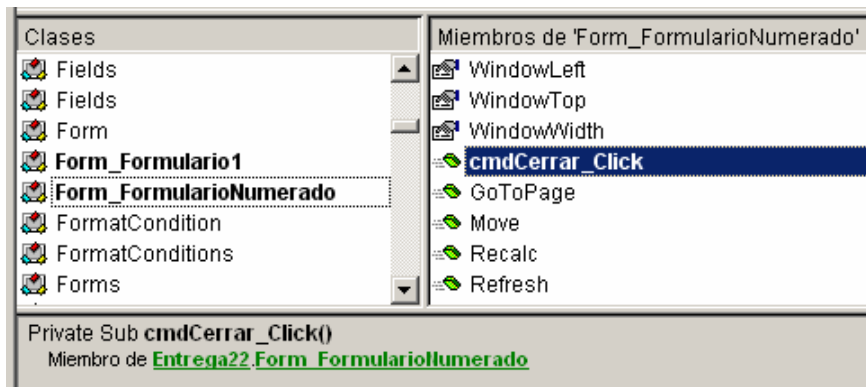 Clases
Fields
Fields
Form
Form_Formulario1
Form_FormularioNumerado
FormatCondition
FormatConditions
Forms
Miembros de 'Form_FormularioNumerado'
WindowLeft
WindowTop
WindowWidth
cmdCerrar_Click
GoToPage
Move
Recalc
Refresh
Private Sub cmdCerrar_Click()
Miembro de Entrega22.Form_FormularioNumerado